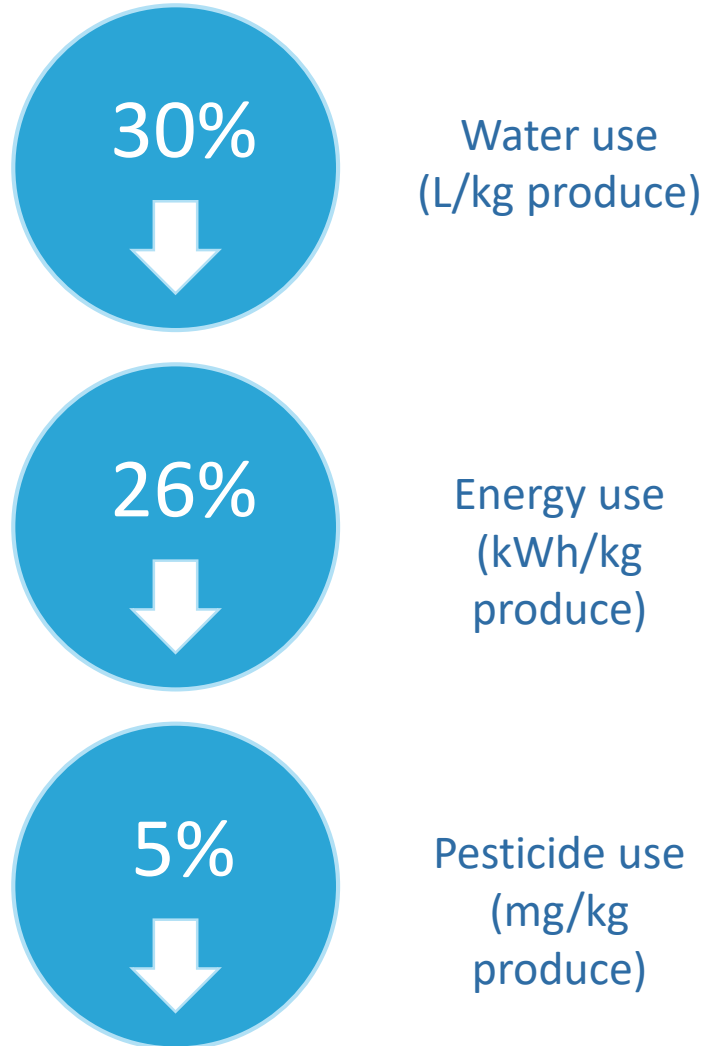 30%
Water use
(L/kg produce)
26%
Energy use
(kWh/kg
produce)
5%
Pesticide use
(mg/kg
produce)